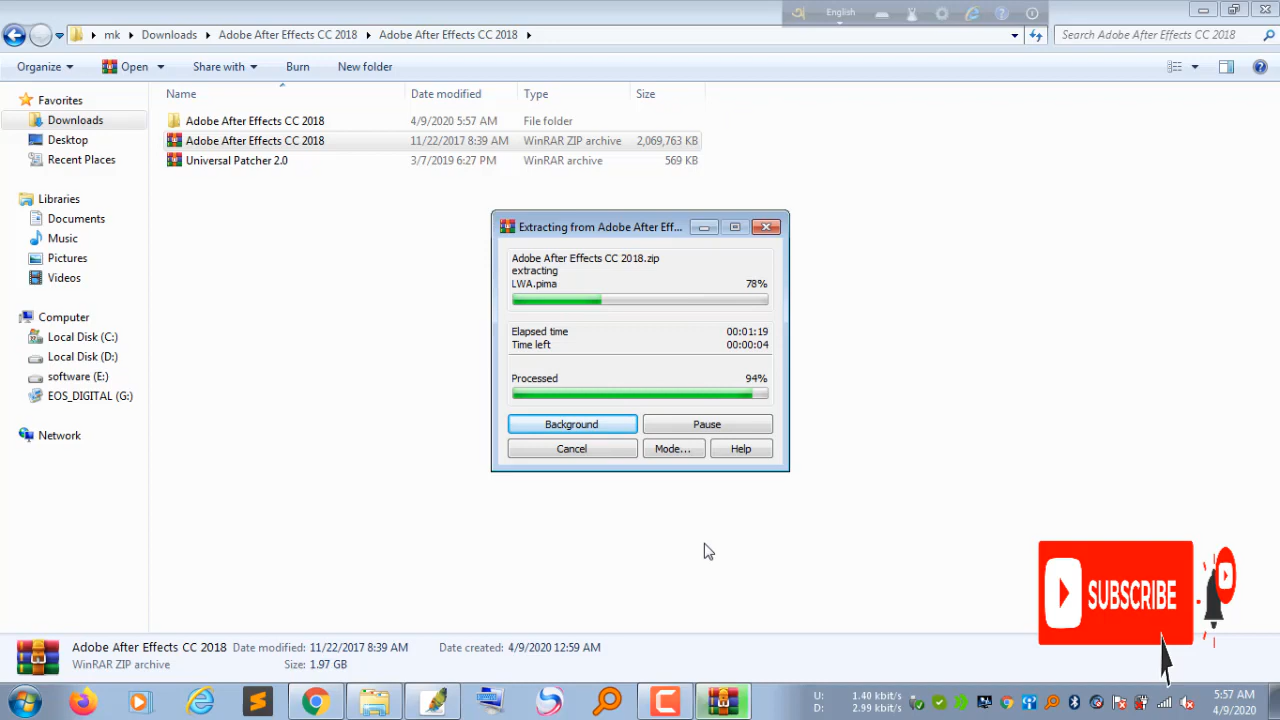 English
mk Downloads Adobe After Effects CC 2018 Adobe After Effects CC 2018
Search Adobe After Effects CC 2018
Organize Open Share with Burn New folder
Name Date modified Type Size
Favorites
Downloads
Desktop
Recent Places
Libraries
Documents
Music
Pictures
Videos
Computer
Local Disk (C:)
Local Disk (D:)
software (E:)
EOS_DIGITAL (G:)
Network
Adobe After Effects CC 2018 4/9/2020 5:57 AM File folder
Adobe After Effects CC 2018 11/22/2017 8:39 AM WinRAR ZIP archive 2,069,763 KB
Universal Patcher 2.0 3/7/2019 6:27 PM WinRAR archive 569 KB
Extracting from Adobe After Eff...
Adobe After Effects CC 2018.zip
extracting
LWA.pima 78%
Elapsed time 00:01:19
Time left 00:00:04
Processed 94%
Background Pause
Cancel Mode... Help
SUBSCRIBE
Adobe After Effects CC 2018 Date modified: 11/22/2017 8:39 AM Date created: 4/9/2020 12:59 AM
WinRAR ZIP archive Size: 1.97 GB
U: 1.40 kbit/s
D: 2.99 kbit/s
5:57 AM
4/9/2020